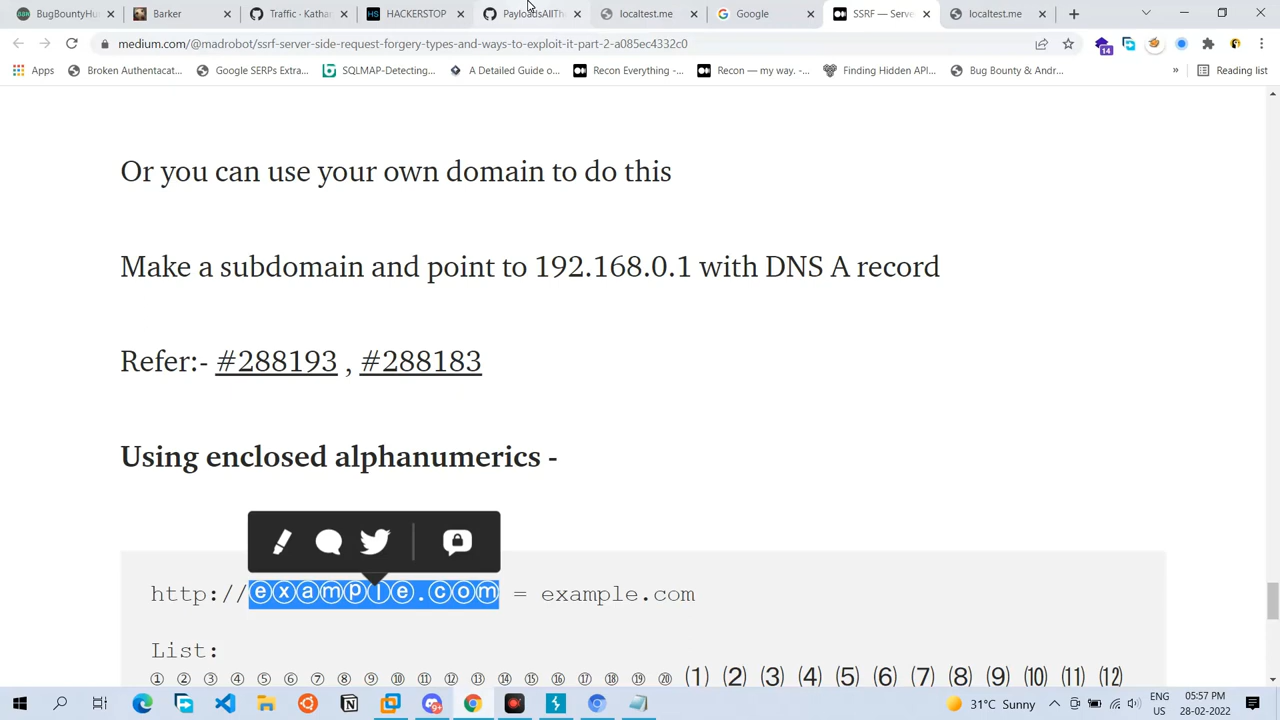 BugBountyHu
Barker
Traffic · Kathar
HACKERSTOP
PayloadsAllTh
localtest.me
Google
SSRF — Serve
localtest.me
medium.com/@madrobot/ssrf-server-side-request-forgery-types-and-ways-to-exploit-it-part-2-a085ec4332c0
14
Apps
Broken Authentacat...
Google SERPs Extra...
SQLMAP-Detecting...
A Detailed Guide o...
Recon Everything -...
Recon — my way. -...
Finding Hidden API...
Bug Bounty & Andr...
»
Reading list
Or you can use your own domain to do this
Make a subdomain and point to 192.168.0.1 with DNS A record
Refer:- #288193 , #288183
Using enclosed alphanumerics -
http://ⓔⓧⓐⓜⓟⓛⓔ.ⓒⓞⓜ = example.com
List:
① ② ③ ④ ⑤ ⑥ ⑦ ⑧ ⑨ ⑩ ⑪ ⑫ ⑬ ⑭ ⑮ ⑯ ⑰ ⑱ ⑲ ⑳ ⑴ ⑵ ⑶ ⑷ ⑸ ⑹ ⑺ ⑻ ⑼ ⑽ ⑾ ⑿
31°C Sunny
ENG
IN
05:57 PM
28-02-2022